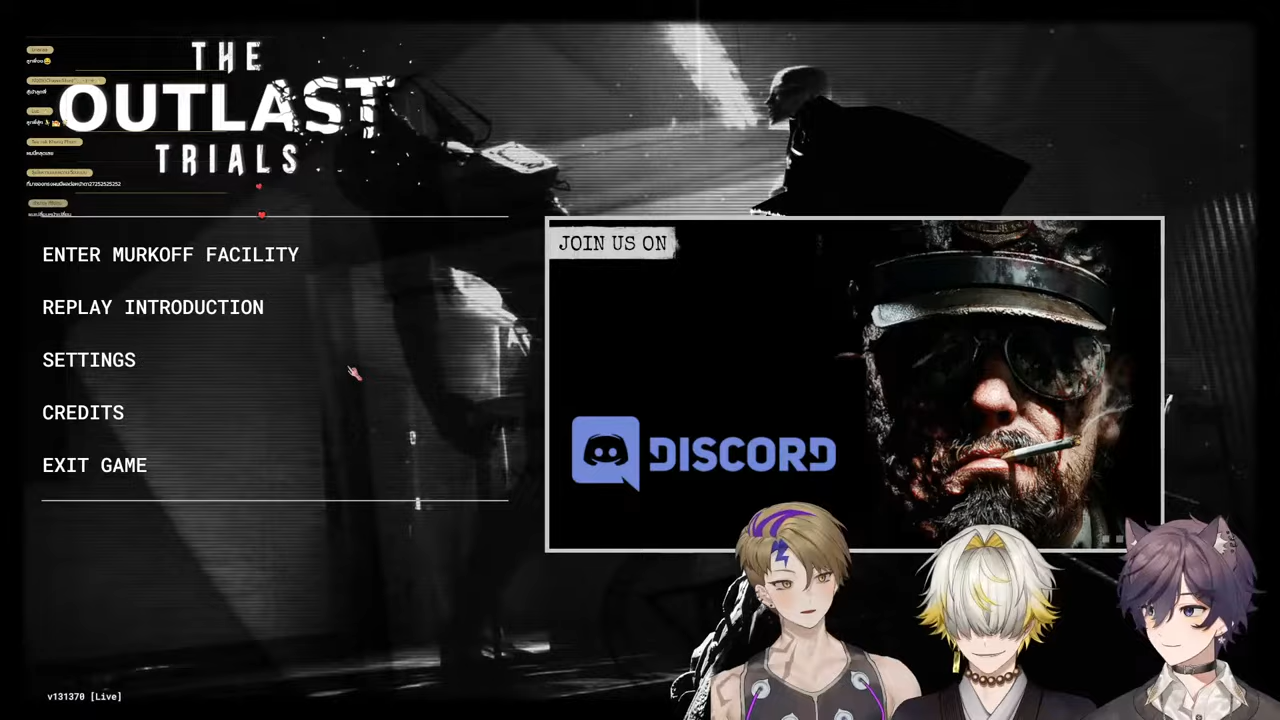 THE
OUTLAST
TRIALS
ENTER MURKOFF FACILITY
REPLAY INTRODUCTION
SETTINGS
CREDITS
EXIT GAME
JOIN US ON
DISCORD
v131370 [Live]